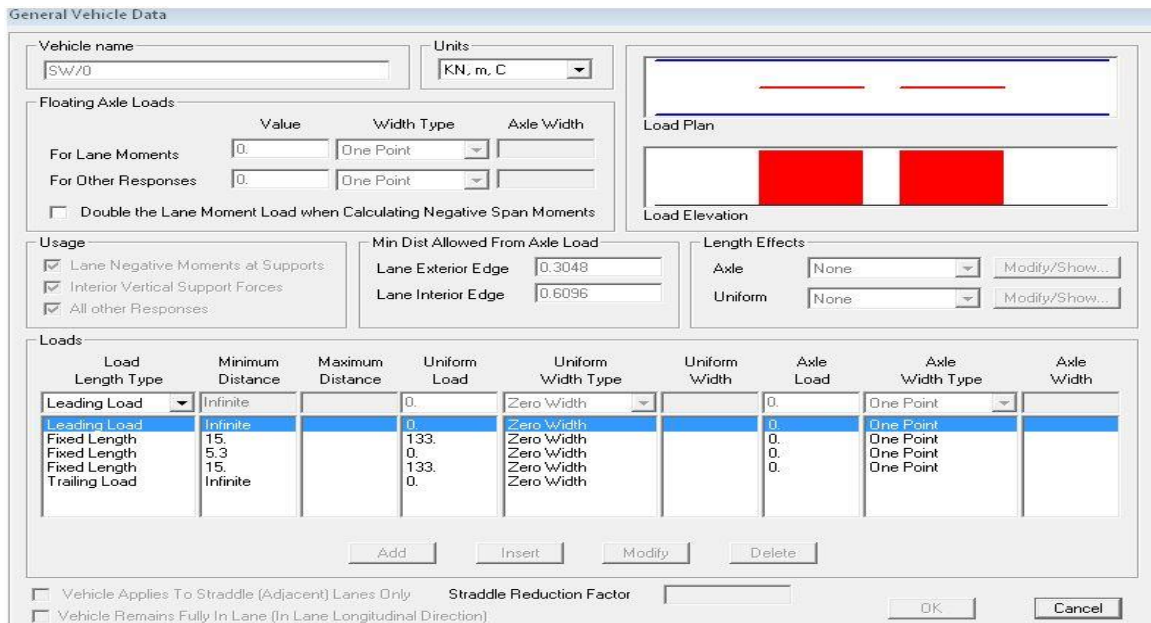 General Vehicle Data
Vehicle name
SW/0
Units
KN, m, C
Floating Axle Loads
Value Width Type Axle Width
For Lane Moments 0. One Point
For Other Responses 0. One Point
Double the Lane Moment Load when Calculating Negative Span Moments
Load Plan
Load Elevation
Usage
Lane Negative Moments at Supports
Interior Vertical Support Forces
All other Responses
Min Dist Allowed From Axle Load
Lane Exterior Edge 0.3048
Lane Interior Edge 0.6096
Length Effects
Axle None Modify/Show...
Uniform None Modify/Show...
Loads
Load Minimum Maximum Uniform Uniform Uniform Axle Axle Axle
Length Type Distance Distance Load Width Type Width Load Width Type Width
Leading Load Infinite 0. Zero Width 0. One Point
Leading Load Infinite 0. Zero Width 0. One Point
Fixed Length 15. 133. Zero Width 0. One Point
Fixed Length 5.3 0. Zero Width 0. One Point
Fixed Length 15. 133. Zero Width 0. One Point
Trailing Load Infinite 0. Zero Width
Add Insert Modify Delete
Vehicle Applies To Straddle (Adjacent) Lanes Only Straddle Reduction Factor
Vehicle Remains Fully In Lane (In Lane Longitudinal Direction)
OK Cancel